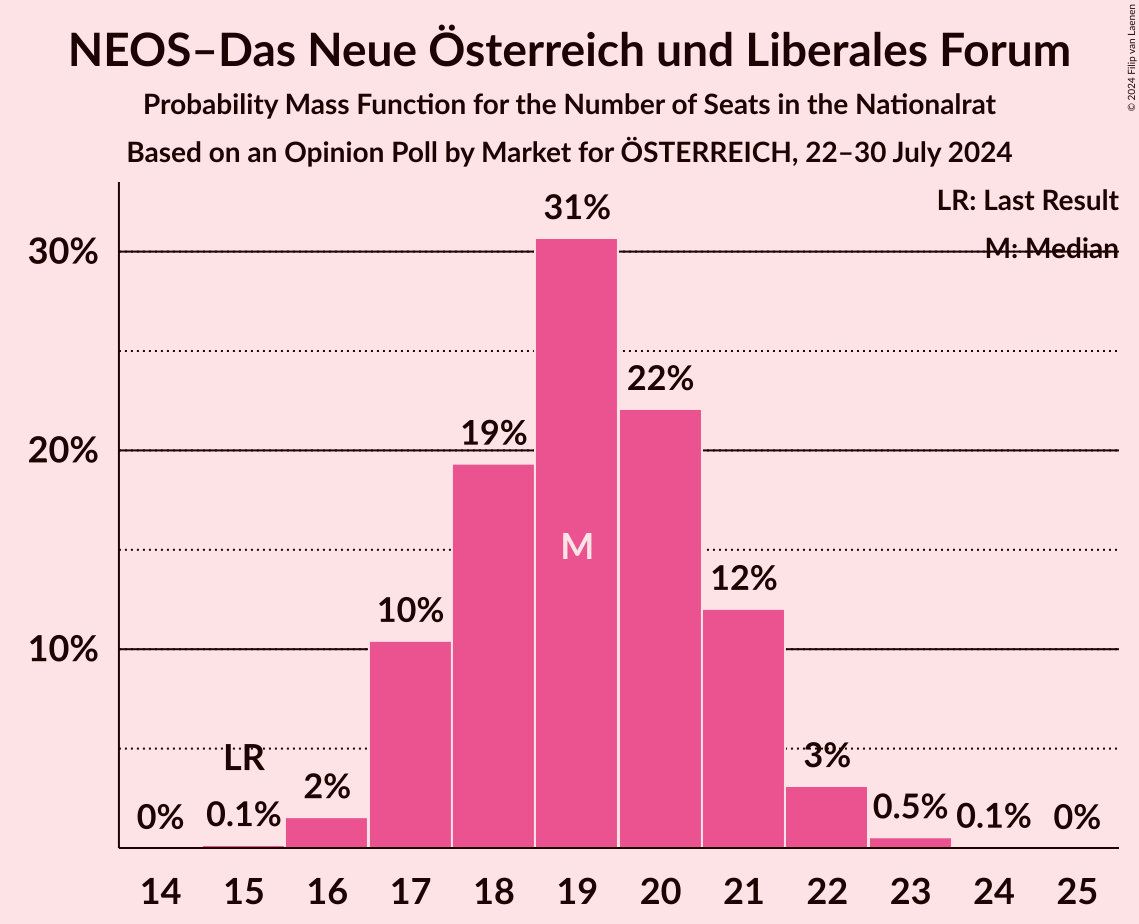 NEOS–Das Neue Österreich und Liberales Forum
Probability Mass Function for the Number of Seats in the Nationalrat
Based on an Opinion Poll by Market for ÖSTERREICH, 22–30 July 2024
© 2024 Filip van Laenen
LR: Last Result
M: Median
30%
20%
10%
0%
LR
0.1%
2%
10%
19%
31%
M
22%
12%
3%
0.5%
0.1%
0%
14 15 16 17 18 19 20 21 22 23 24 25